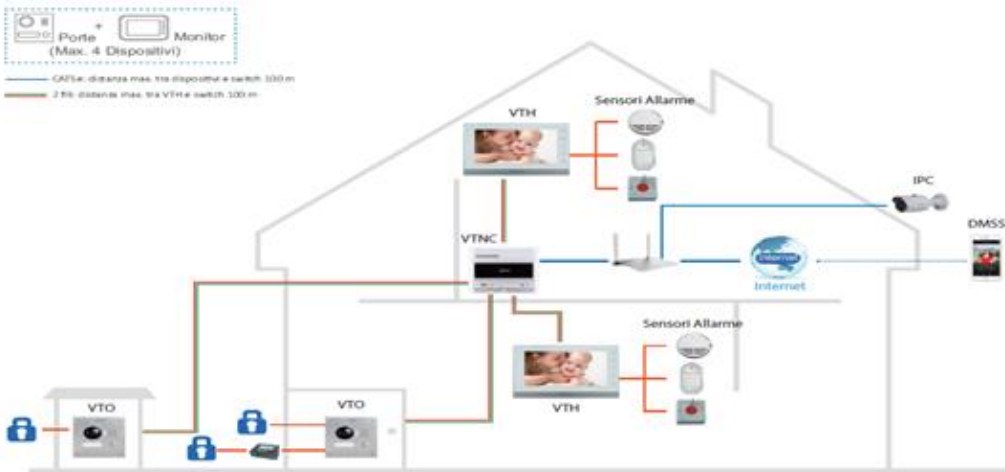 Porte + Monitor
(Max. 4 Dispositivi)
CAT5e: distanza max. tra dispositivi e switch 100 m
2 fili: distanza max. tra VTH e switch 100 m
Sensori Allarme
VTH
IPC
DMSS
VTNC
Internet
Internet
Sensori Allarme
VTO
VTO
VTH